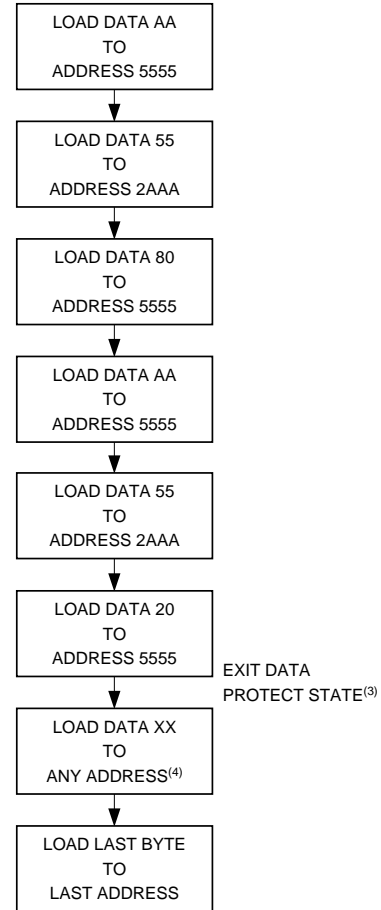 LOAD DATA AA
TO
ADDRESS 5555
LOAD DATA 55
TO
ADDRESS 2AAA
LOAD DATA 80
TO
ADDRESS 5555
LOAD DATA AA
TO
ADDRESS 5555
LOAD DATA 55
TO
ADDRESS 2AAA
LOAD DATA 20
TO
ADDRESS 5555
EXIT DATA
PROTECT STATE(3)
LOAD DATA XX
TO
ANY ADDRESS(4)
LOAD LAST BYTE
TO
LAST ADDRESS